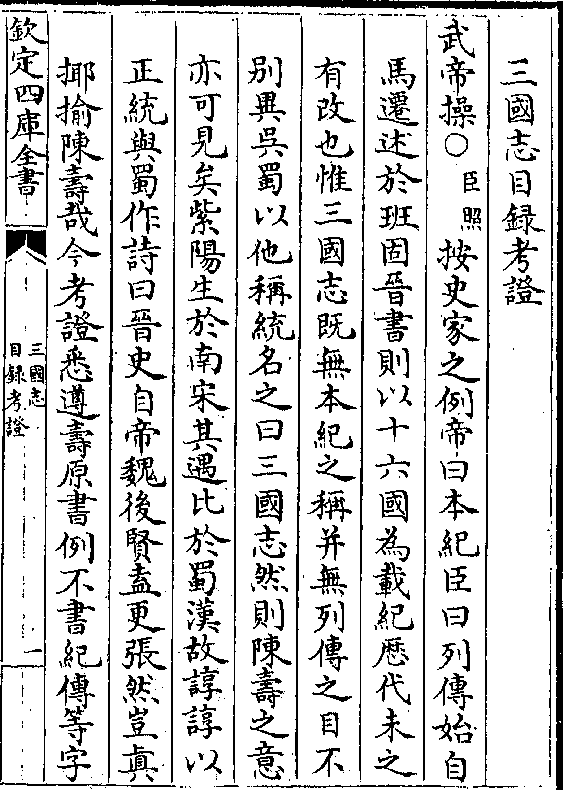 三國志目録考證
武帝操○臣照按史家之例帝曰本紀臣曰列傳始自
馬遷述於班固晉書則以十六國為載紀歴代未之
有改也惟三國志既無本紀之稱并無列傳之目不
别異吳蜀以他稱統名之曰三國志然則陳壽之意
亦可見矣紫陽生於南宋其遇比於蜀漢故諄諄以
正統與蜀作詩曰晉史自帝魏後賢盍更張然豈真
揶揄陳壽哉今考證悉遵壽原書例不書紀傳等字
欽定四庫全書
三國志
目録考證
一